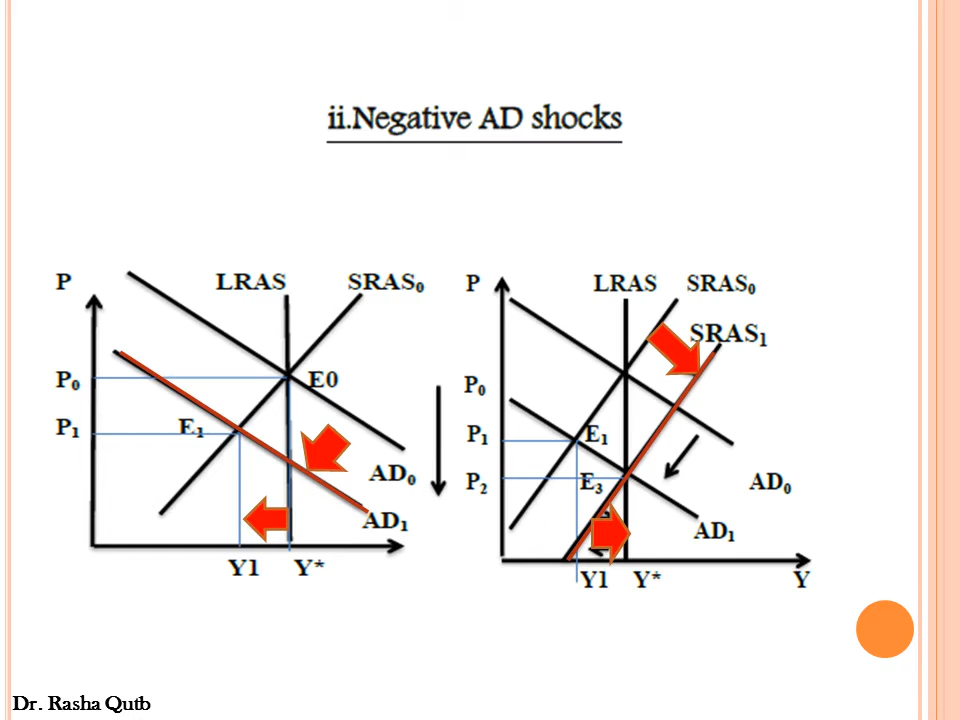 ii.Negative AD shocks
P LRAS SRAS₀
P₀ E0
P₁ E₁
AD₀
AD₁
Y1 Y*
P LRAS SRAS₀
SRAS₁
P₀
P₁ E₁
P₂ E₃ AD₀
AD₁
Y1 Y* Y
Dr. Rasha Qutb